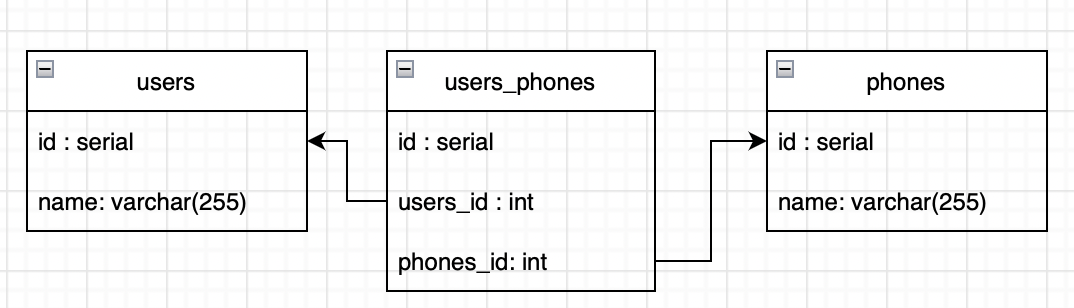 users
id : serial
name: varchar(255)
users_phones
id : serial
users_id : int
phones_id: int
phones
id : serial
name: varchar(255)